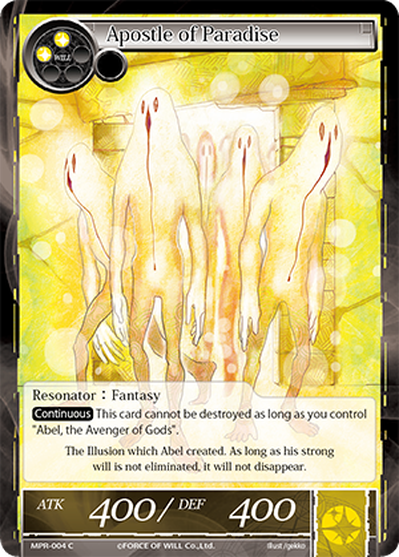 Apostle of Paradise
WILL
Resonator : Fantasy
Continuous This card cannot be destroyed as long as you control
"Abel, the Avenger of Gods".
The Illusion which Abel created. As long as his strong
will is not eliminated, it will not disappear.
ATK 400 / DEF 400
MPR-004 C ©FORCE OF WILL Co.,Ltd. Illust/gekko